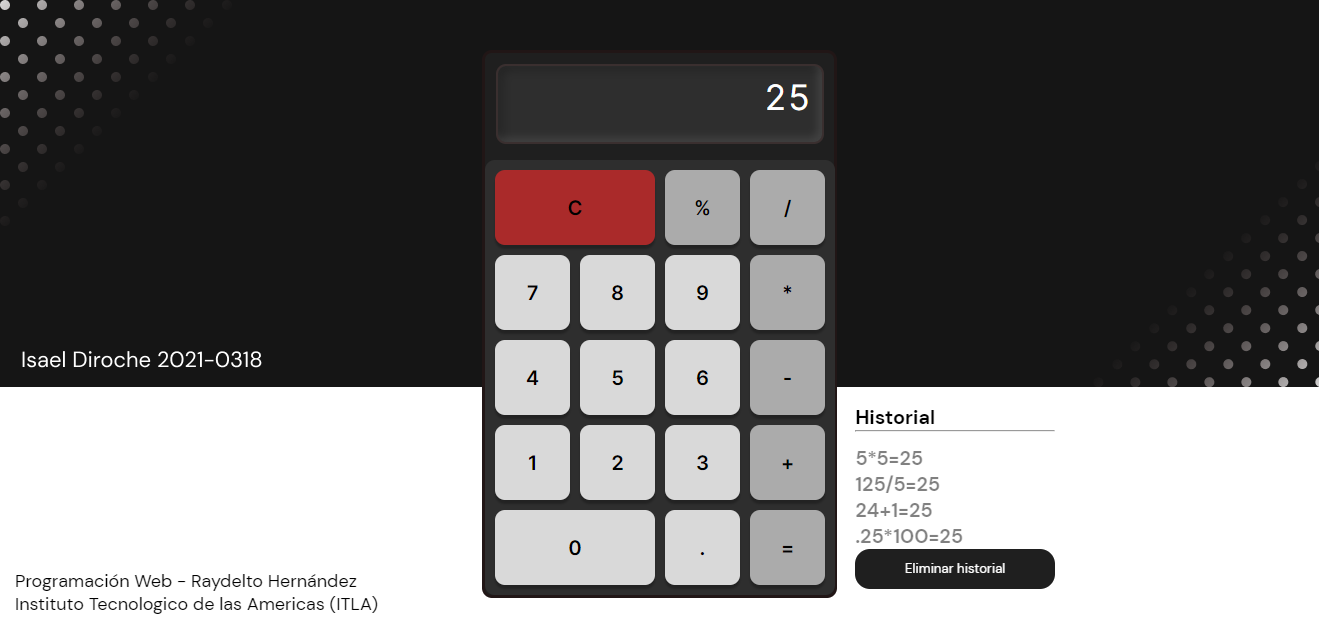 25
C % /
7 8 9 *
4 5 6 -
1 2 3 +
0 . =
Isael Diroche 2021-0318
Historial
5*5=25
125/5=25
24+1=25
.25*100=25
Eliminar historial
Programación Web - Raydelto Hernández
Instituto Tecnologico de las Americas (ITLA)